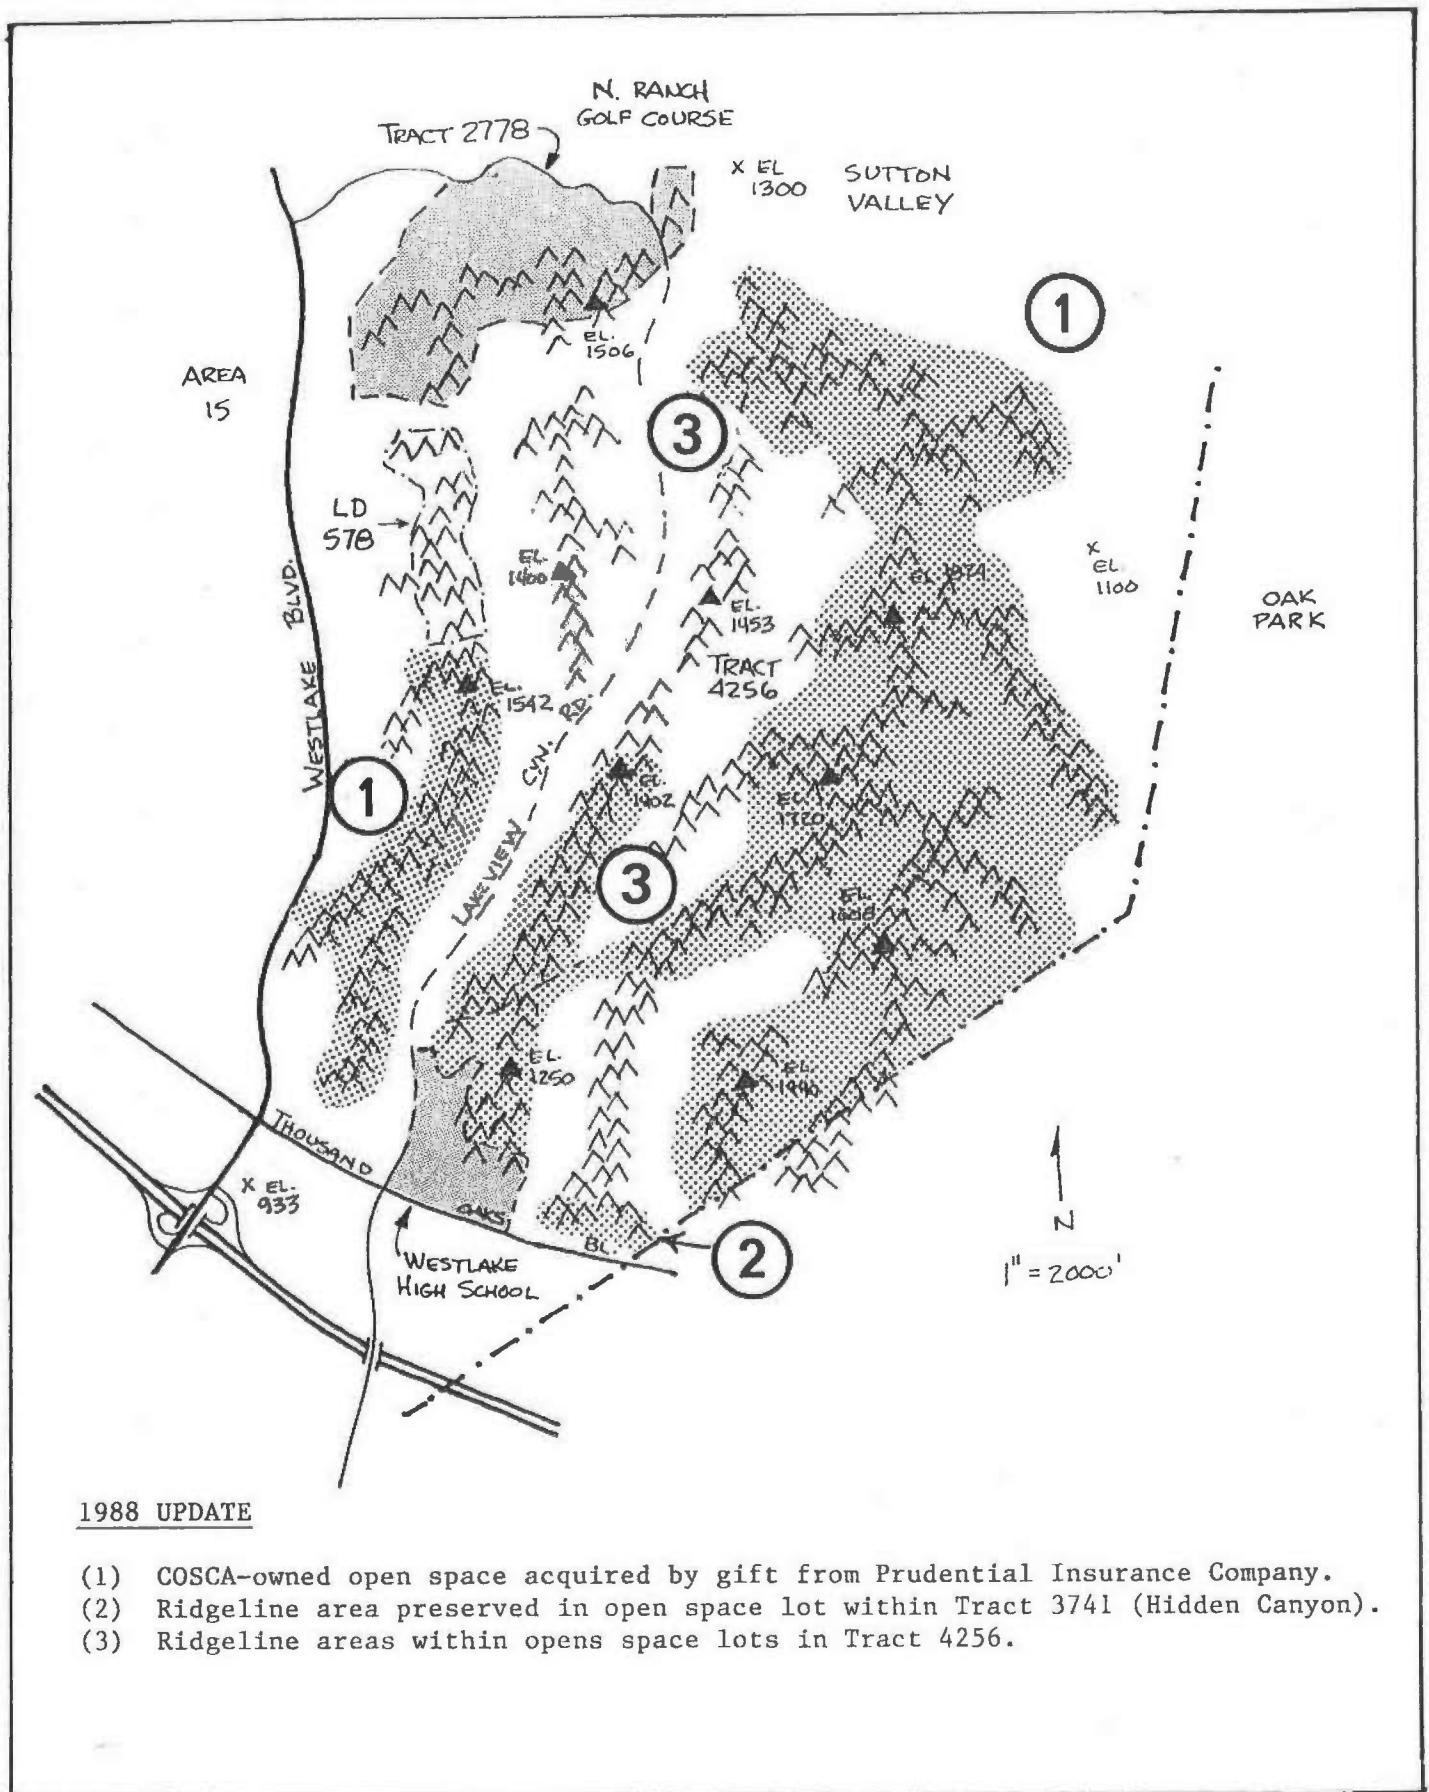 N. RANCH
GOLF COURSE
TRACT 2778
X EL
1300
SUTTON
VALLEY
1
EL.
1506
AREA
15
3
LD
578
EL.
1400
X
EL.
1100
OAK
PARK
EL.
1453
TRACT
4256
EL.
1542
WESTLAKE BLVD.
LAKEVIEW CYN. RD.
1
EL.
1402
EL.
1720
3
EL.
EL.
1250
EL.
THOUSAND OAKS BL.
X EL.
933
WESTLAKE
HIGH SCHOOL
2
N
1" = 2000'
1988 UPDATE
(1) COSCA-owned open space acquired by gift from Prudential Insurance Company.
(2) Ridgeline area preserved in open space lot within Tract 3741 (Hidden Canyon).
(3) Ridgeline areas within opens space lots in Tract 4256.